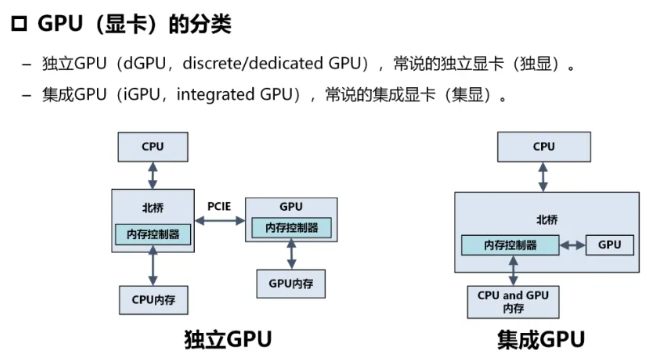 GPU（显卡）的分类
– 独立GPU（dGPU，discrete/dedicated GPU），常说的独立显卡（独显）。
– 集成GPU（iGPU，integrated GPU），常说的集成显卡（集显）。
CPU
北桥
内存控制器
PCIE
GPU
内存控制器
CPU内存
GPU内存
独立GPU
CPU
北桥
内存控制器
GPU
CPU and GPU
内存
集成GPU